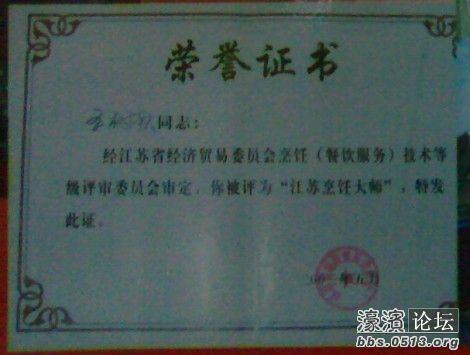 荣誉证书
同志：
经江苏省经济贸易委员会烹饪（餐饮服务）技术等
级评审委员会审定，你被评为“江苏烹饪大师”，特发
此证。
年五月
濠滨论坛
bbs.0513.org